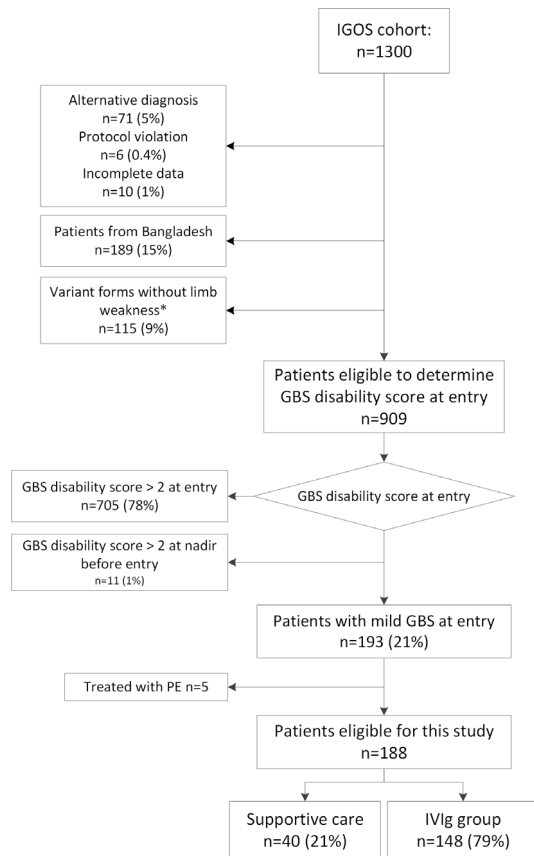 IGOS cohort:
n=1300
Alternative diagnosis
n=71 (5%)
Protocol violation
n=6 (0.4%)
Incomplete data
n=10 (1%)
Patients from Bangladesh
n=189 (15%)
Variant forms without limb
weakness*
n=115 (9%)
Patients eligible to determine
GBS disability score at entry
n=909
GBS disability score > 2 at entry
n=705 (78%)
GBS disability score at entry
GBS disability score > 2 at nadir
before entry
n=11 (1%)
Patients with mild GBS at entry
n=193 (21%)
Treated with PE n=5
Patients eligible for this study
n=188
Supportive care
n=40 (21%)
IVIg group
n=148 (79%)